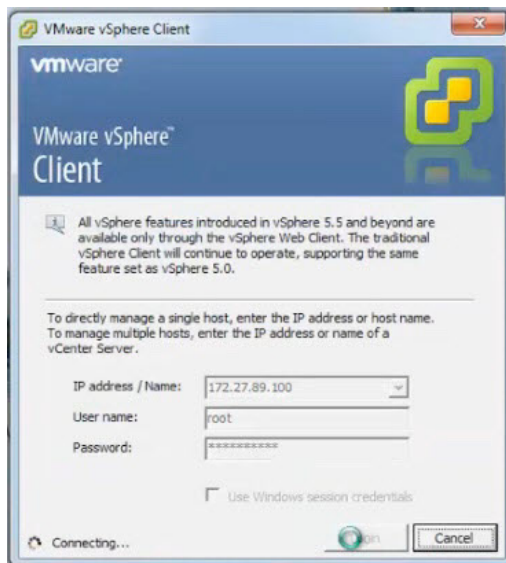 VMware vSphere Client
vmware
VMware vSphere™
Client
All vSphere features introduced in vSphere 5.5 and beyond are
available only through the vSphere Web Client. The traditional
vSphere Client will continue to operate, supporting the same
feature set as vSphere 5.0.
To directly manage a single host, enter the IP address or host name.
To manage multiple hosts, enter the IP address or name of a
vCenter Server.
IP address / Name: 172.27.89.100
User name: root
Password: **********
Use Windows session credentials
Connecting... Cancel